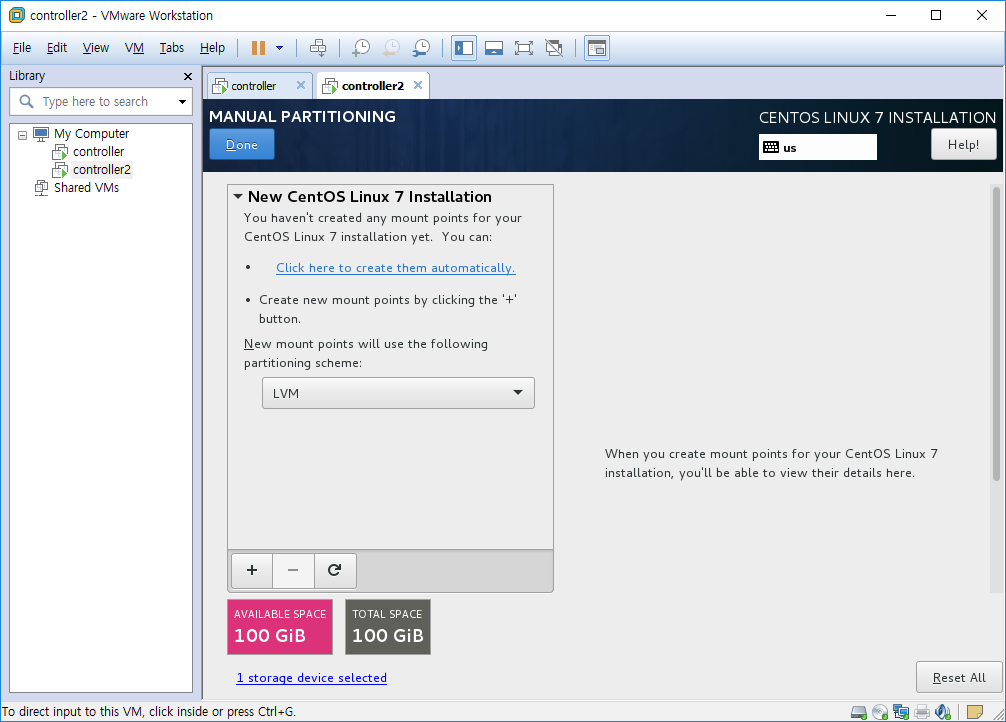 controller2 - VMware Workstation
File Edit View VM Tabs Help
Library
Type here to search
My Computer
controller
controller2
Shared VMs
controller
controller2
MANUAL PARTITIONING
Done
CENTOS LINUX 7 INSTALLATION
us
Help!
New CentOS Linux 7 Installation
You haven't created any mount points for your
CentOS Linux 7 installation yet. You can:
• Click here to create them automatically.
• Create new mount points by clicking the '+'
button.
New mount points will use the following
partitioning scheme:
LVM
When you create mount points for your CentOS Linux 7
installation, you'll be able to view their details here.
+ −
AVAILABLE SPACE
100 GiB
TOTAL SPACE
100 GiB
1 storage device selected
Reset All
To direct input to this VM, click inside or press Ctrl+G.